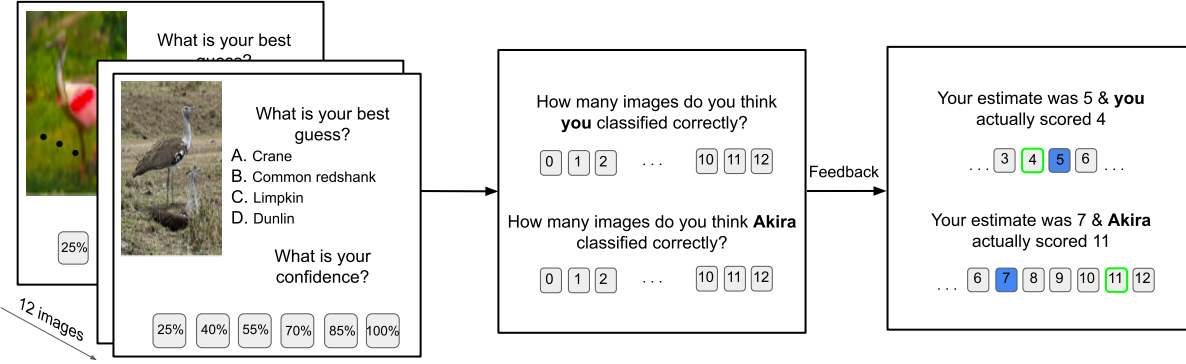 What is your best
guess?
25%
12 images
What is your best
guess?
A. Crane
B. Common redshank
C. Limpkin
D. Dunlin
What is your
confidence?
25% 40% 55% 70% 85% 100%
How many images do you think
you classified correctly?
0 1 2 ... 10 11 12
How many images do you think Akira
classified correctly?
0 1 2 ... 10 11 12
Feedback
Your estimate was 5 & you
actually scored 4
... 3 4 5 6 ...
Your estimate was 7 & Akira
actually scored 11
... 6 7 8 9 10 11 12